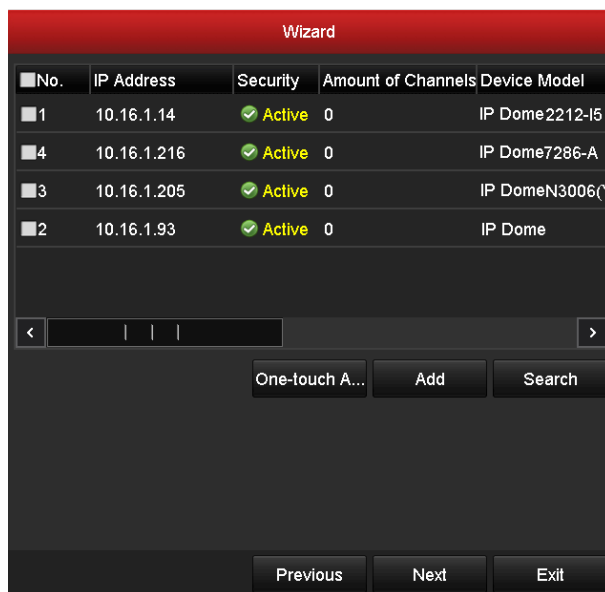 Wizard
No. IP Address Security Amount of Channels Device Model
1 10.16.1.14 Active 0 IP Dome2212-I5
4 10.16.1.216 Active 0 IP Dome7286-A
3 10.16.1.205 Active 0 IP DomeN3006(
2 10.16.1.93 Active 0 IP Dome
One-touch A... Add Search
Previous Next Exit